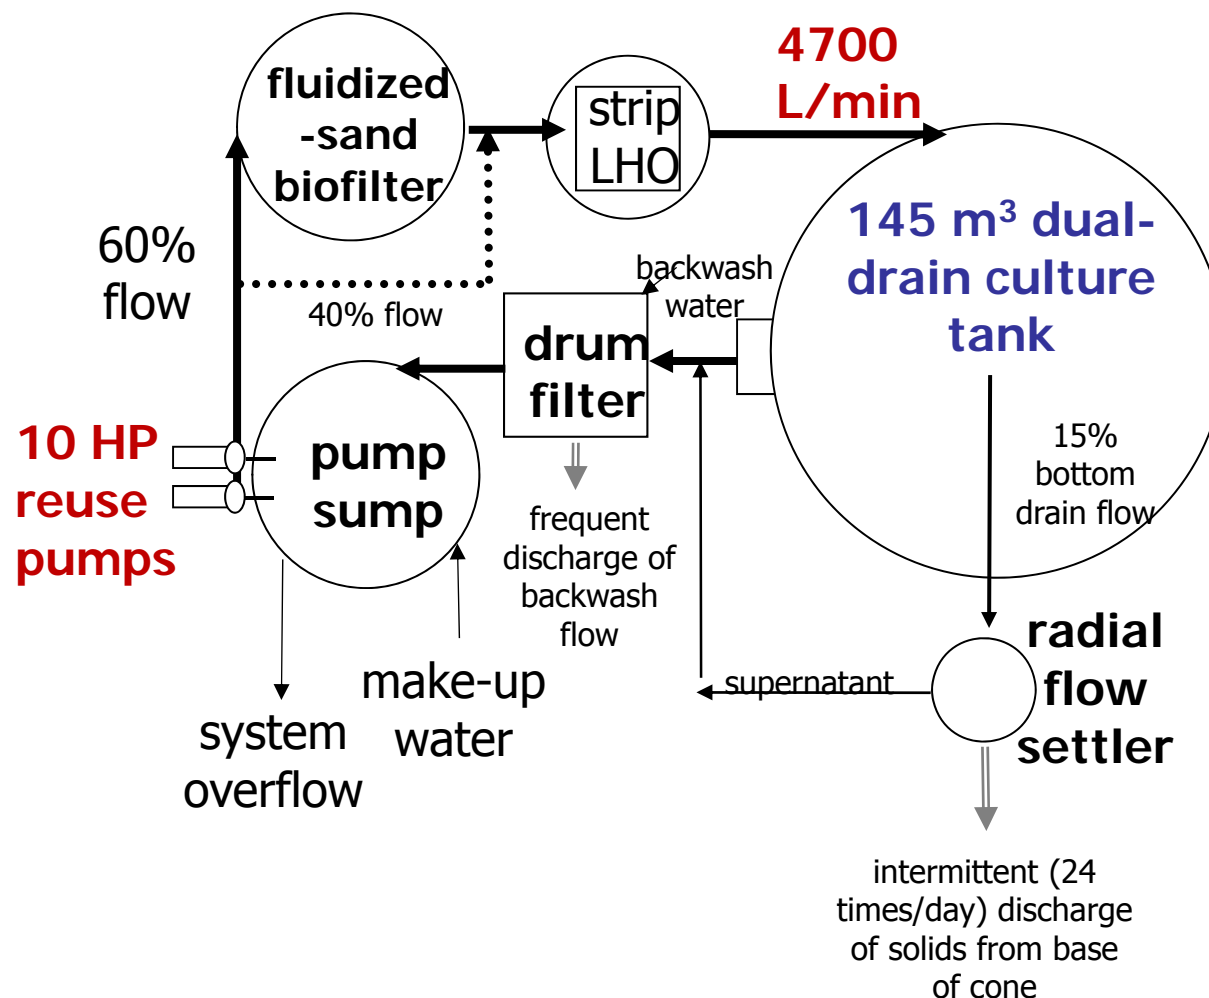 4700
L/min
fluidized
-sand
biofilter
strip
LHO
60%
flow
40% flow
backwash
water
145 m³ dual-
drain culture
tank
drum
filter
10 HP
reuse
pumps
pump
sump
15%
bottom
drain flow
frequent
discharge of
backwash
flow
make-up
water
system
overflow
supernatant
radial
flow
settler
intermittent (24
times/day) discharge
of solids from base
of cone